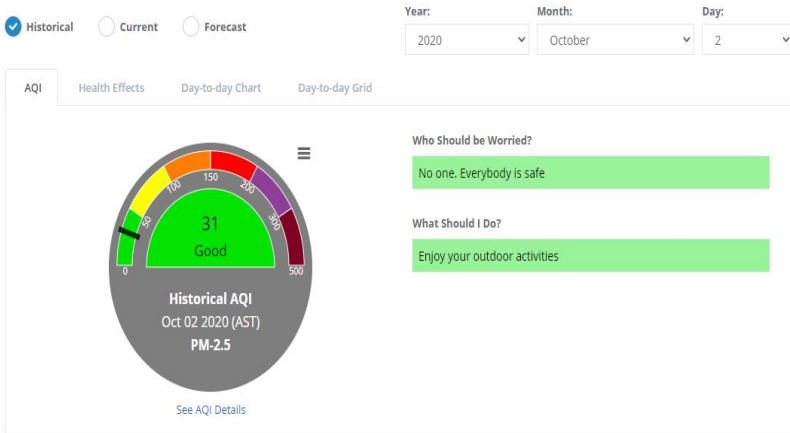 Historical Current Forecast
Year: Month: Day:
2020 October 2
AQI Health Effects Day-to-day Chart Day-to-day Grid
0 50 100 150 200 300 500
31
Good
Historical AQI
Oct 02 2020 (AST)
PM-2.5
See AQI Details
Who Should be Worried?
No one. Everybody is safe
What Should I Do?
Enjoy your outdoor activities